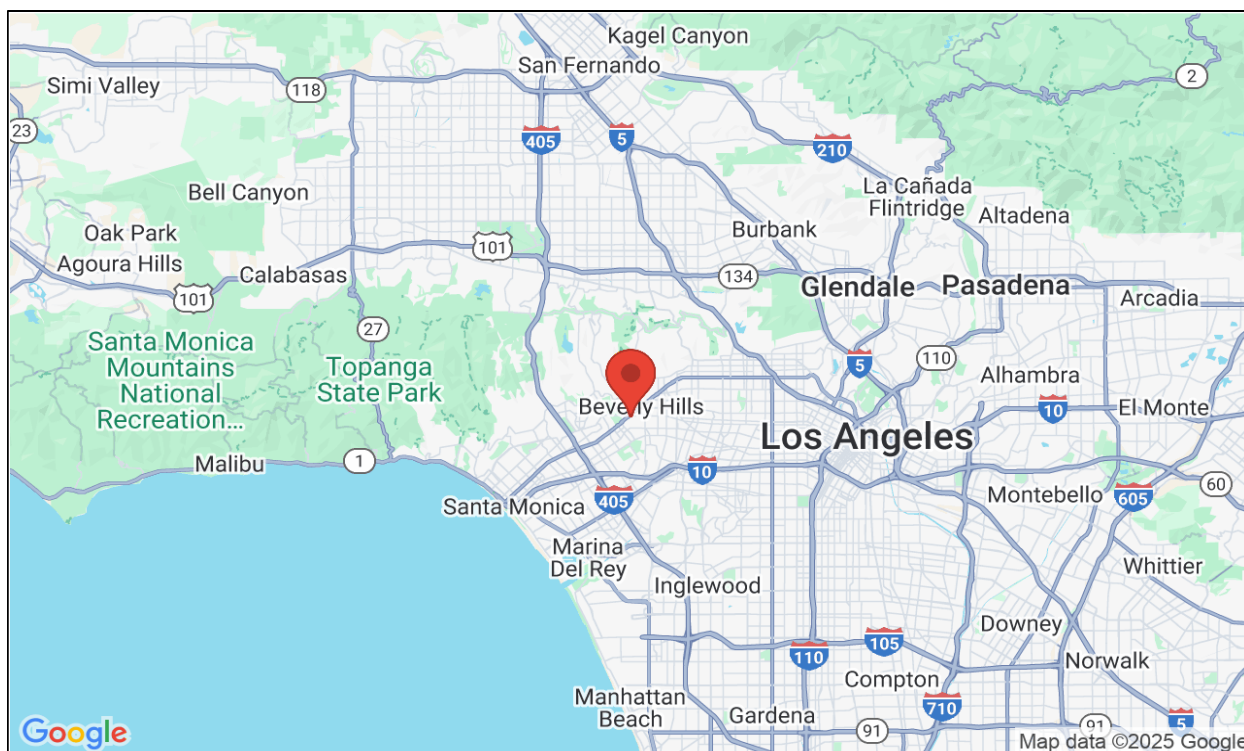 Kagel Canyon
San Fernando
Simi Valley
118
2
23
405
5
210
Bell Canyon
La Cañada
Flintridge
Altadena
Oak Park
Burbank
101
Agoura Hills
Calabasas
134
Glendale
Pasadena
101
Arcadia
27
Santa Monica
Mountains
National
Recreation...
Topanga
State Park
110
5
Alhambra
Beverly Hills
10
El Monte
Los Angeles
Malibu
1
10
60
Santa Monica
405
Montebello
605
Marina
Del Rey
Inglewood
Whittier
Downey
105
110
Norwalk
Compton
Manhattan
Beach
710
Gardena
91
91
5
Google
Map data ©2025 Google